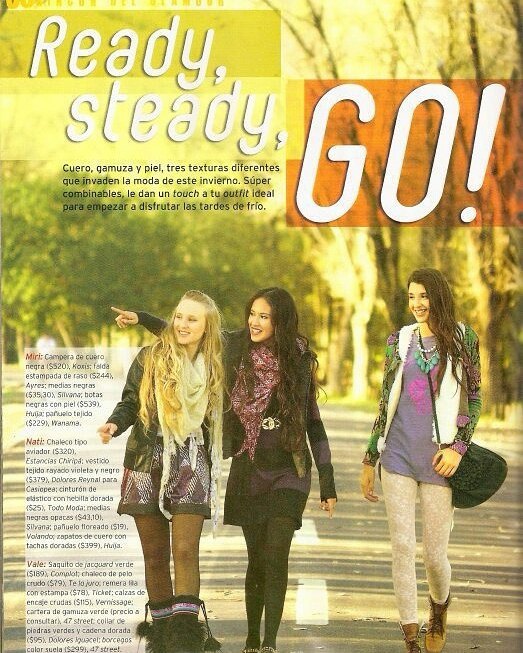 RINCÓN DEL GLAMOUR
Ready,
steady,
GO!
Cuero, gamuza y piel, tres texturas diferentes
que invaden la moda de este invierno. Súper
combinables, le dan un touch a tu outfit ideal
para empezar a disfrutar las tardes de frío.
Miri: Campera de cuero
negra ($520), Koxis; falda
estampada de raso ($244),
Ayres; medias negras
($35,30), Silvana; botas
negras con piel ($539),
Huija; pañuelo tejido
($229), Wanama.
Nati: Chaleco tipo
aviador ($320),
Estancias Chiripá; vestido
tejido rayado violeta y negro
($379), Dolores Reynal para
Casiopea; cinturón de
elástico con hebilla dorada
($25), Todo Moda; medias
negras opacas ($43,10),
Silvana; pañuelo floreado ($19),
Volando; zapatos de cuero con
tachas doradas ($399), Huija.
Vale: Saquito de jacquard verde
($189), Complot; chaleco de pelo
crudo ($79), Te lo juro; remera lila
con estampa ($78), Ticket; calzas de
encaje crudas ($115), Vernissage;
cartera de gamuza verde (precio a
consultar), 47 street; collar de
piedras verdes y cadena dorada
($95), Dolores Iguacel; borcegos
color suela ($299), 47 street.